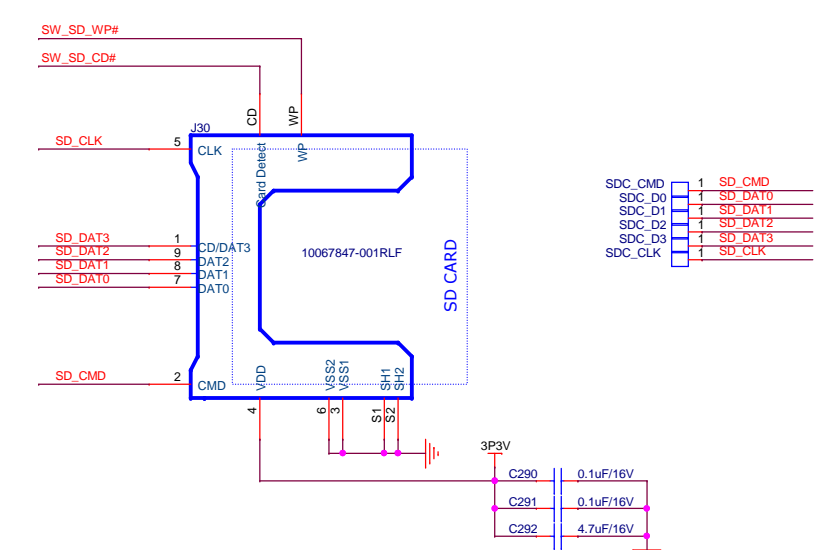 SW_SD_WP#
SW_SD_CD#
CD
WP
J30
SD_CLK
5
CLK
Card Detect
WP
SDC_CMD 1 SD_CMD
SDC_D0 1 SD_DAT0
SDC_D1 1 SD_DAT1
SDC_D2 1 SD_DAT2
SDC_D3 1 SD_DAT3
SDC_CLK 1 SD_CLK
SD_DAT3 1 CD/DAT3
SD_DAT2 9 DAT2
SD_DAT1 8 DAT1
SD_DAT0 7 DAT0
10067847-001RLF
SD CARD
SD_CMD 2 CMD
VDD
VSS2
VSS1
SH1
SH2
4
6
3
S1
S2
3P3V
C290 0.1uF/16V
C291 0.1uF/16V
C292 4.7uF/16V